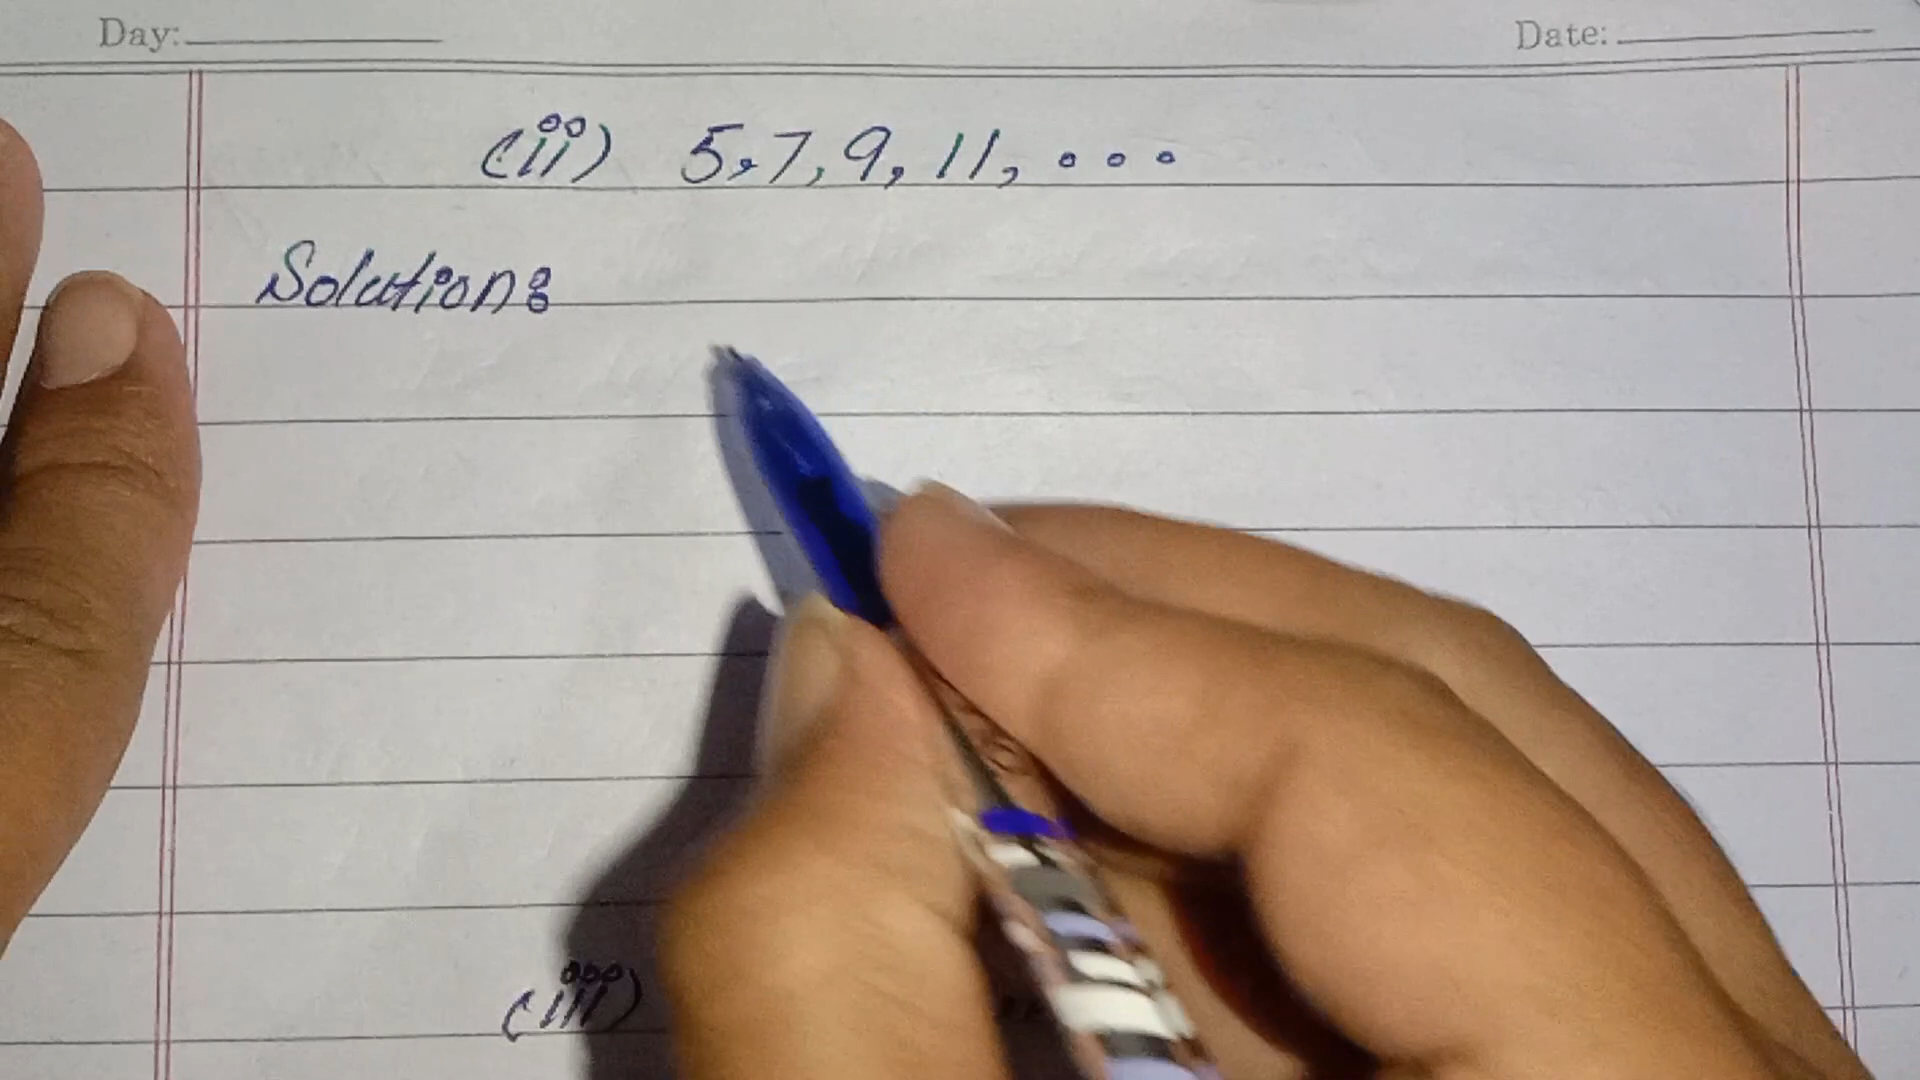 Day: Date:
(ii) 5, 7, 9, 11, ...
Solution:
(iii)